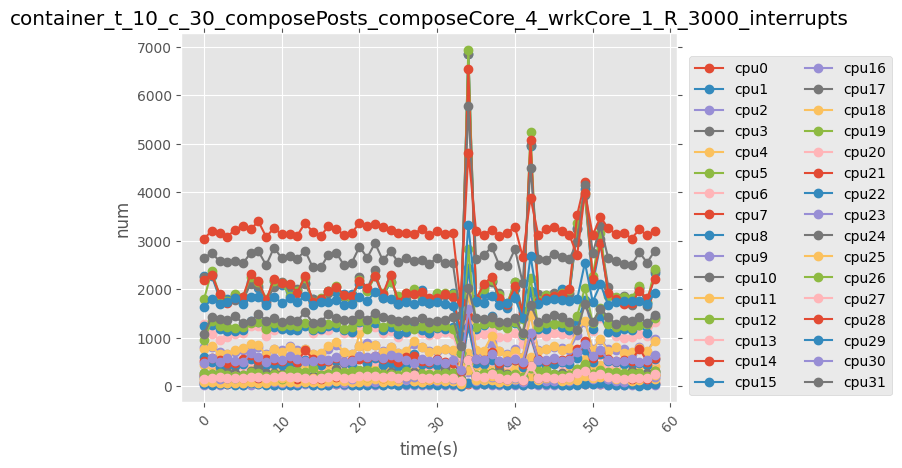 container_t_10_c_30_composePosts_composeCore_4_wrkCore_1_R_3000_interrupts
7000
6000
5000
4000
3000
2000
1000
0
num
0
10
20
30
40
50
60
time(s)
cpu0
cpu1
cpu2
cpu3
cpu4
cpu5
cpu6
cpu7
cpu8
cpu9
cpu10
cpu11
cpu12
cpu13
cpu14
cpu15
cpu16
cpu17
cpu18
cpu19
cpu20
cpu21
cpu22
cpu23
cpu24
cpu25
cpu26
cpu27
cpu28
cpu29
cpu30
cpu31